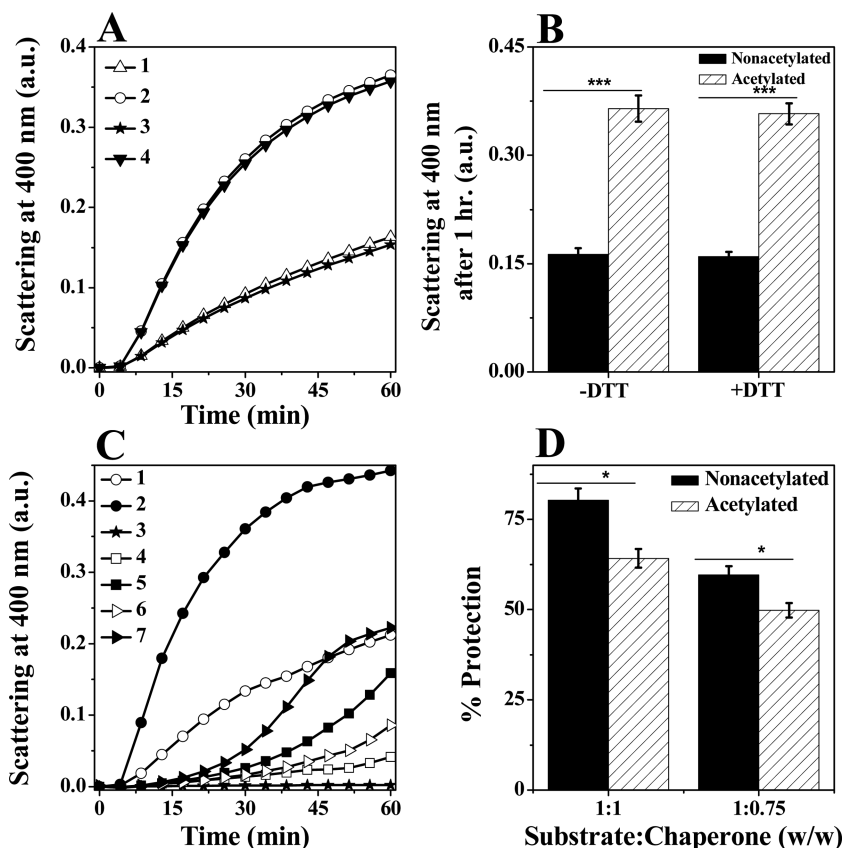 A
Scattering at 400 nm (a.u.)
0.4
0.3
0.2
0.1
0.0
1
2
3
4
0 15 30 45 60
Time (min)
B
Scattering at 400 nm
after 1 hr. (a.u.)
0.45
0.30
0.15
0.00
Nonacetylated
Acetylated
***
***
-DTT +DTT
C
Scattering at 400 nm (a.u.)
0.4
0.3
0.2
0.1
0.0
1
2
3
4
5
6
7
0 15 30 45 60
Time (min)
D
% Protection
75
50
25
0
Nonacetylated
Acetylated
*
*
1:1 1:0.75
Substrate:Chaperone (w/w)